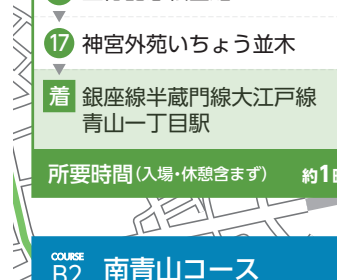 17 神宮外苑いちょう並木
着 銀座線半蔵門線大江戸線
青山一丁目駅
所要時間(入場・休憩含まず) 約1
COURSE
B2 南青山コース